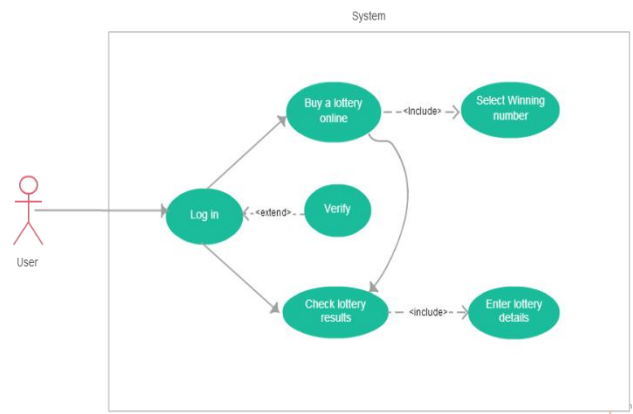 System
Buy a lottery
online
<Include>
Select Winning
number
Log in
<extend>
Verify
User
Check lottery
results
<include>
Enter lottery
details